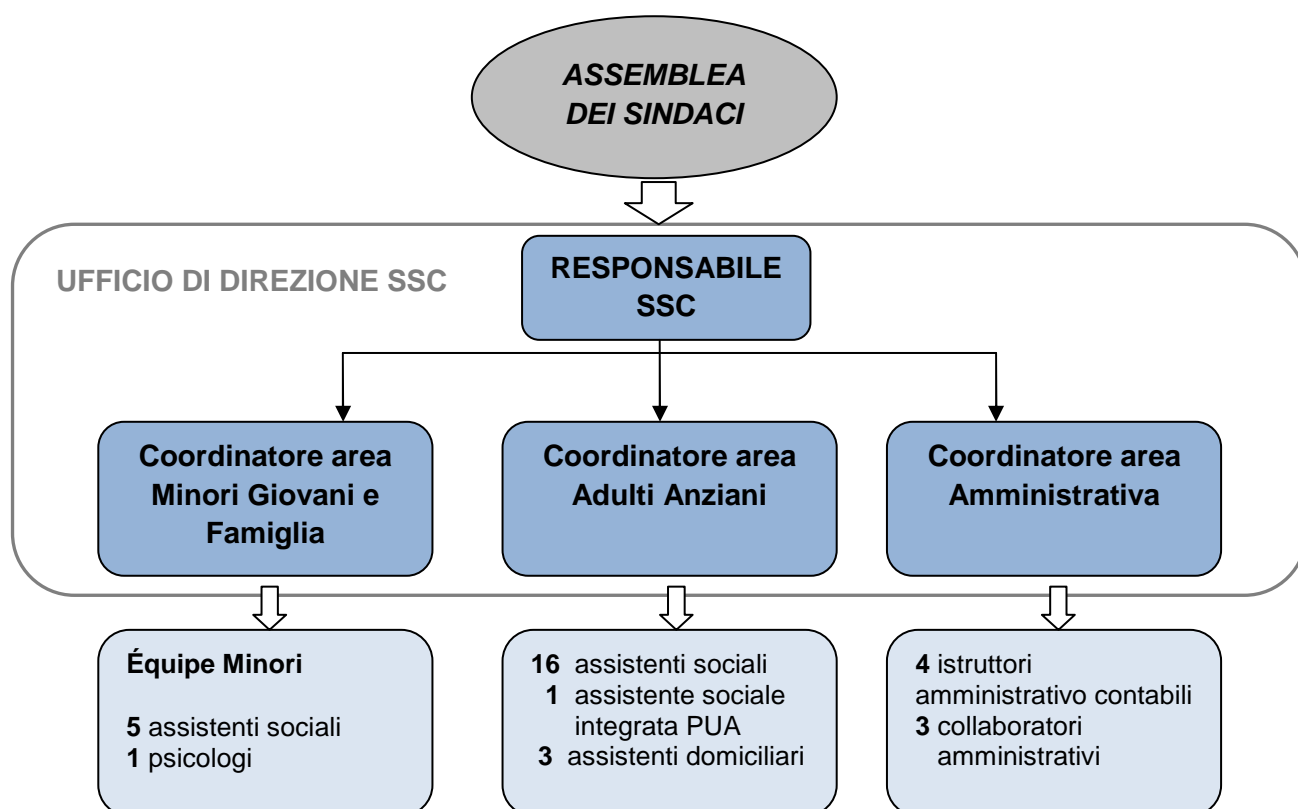 ASSEMBLEA
DEI SINDACI
UFFICIO DI DIREZIONE SSC
RESPONSABILE
SSC
Coordinatore area
Minori Giovani e
Famiglia
Coordinatore area
Adulti Anziani
Coordinatore area
Amministrativa
Équipe Minori
5 assistenti sociali
1 psicologi
16 assistenti sociali
1 assistente sociale
integrata PUA
3 assistenti domiciliari
4 istruttori
amministrativo contabili
3 collaboratori
amministrativi